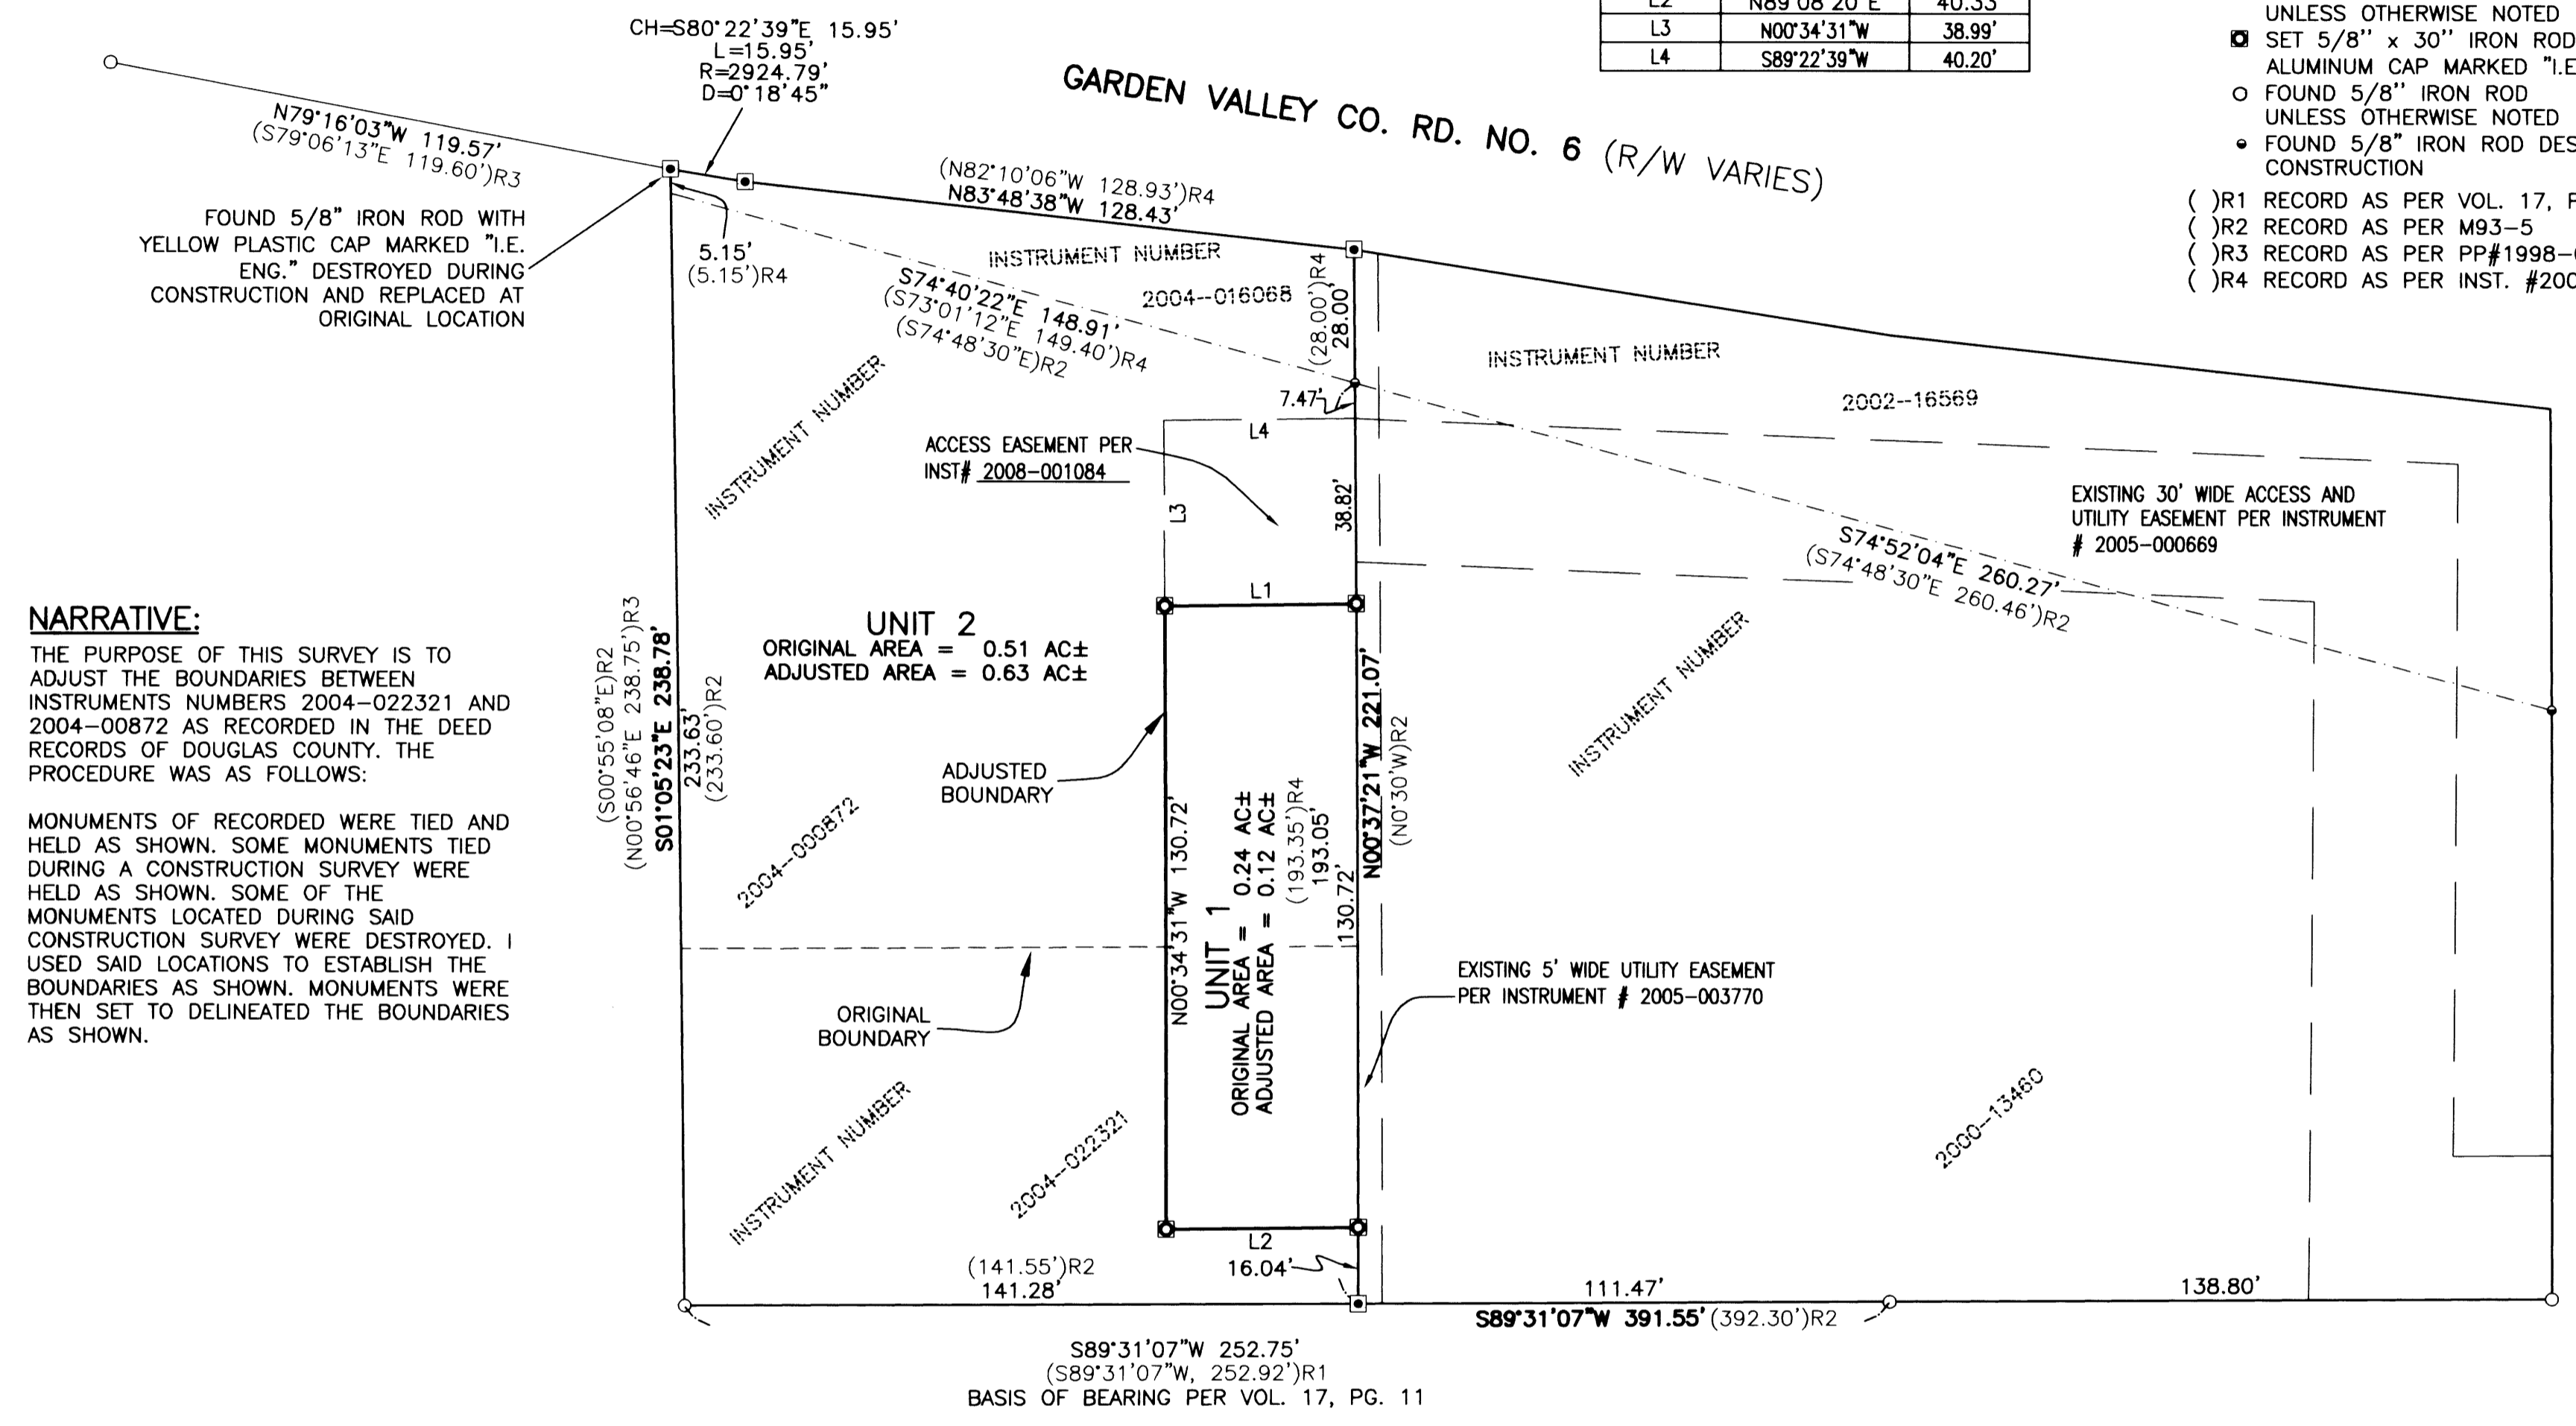 CH=S80°22'39"E 15.95'
L=15.95'
R=2924.79'
D=0°18'45"
L2 N89°08'20"E 40.33'
L3 N00°34'31"W 38.99'
L4 S89°22'39"W 40.20'
UNLESS OTHERWISE NOTED
SET 5/8" x 30" IRON ROD
ALUMINUM CAP MARKED "I.E
FOUND 5/8" IRON ROD
UNLESS OTHERWISE NOTED
FOUND 5/8" IRON ROD DES
CONSTRUCTION
( )R1 RECORD AS PER VOL. 17, P
( )R2 RECORD AS PER M93-5
( )R3 RECORD AS PER PP#1998-
( )R4 RECORD AS PER INST. #200
GARDEN VALLEY CO. RD. NO. 6 (R/W VARIES)
N79°16'03"W 119.57'
(S79°06'13"E 119.60')R3
(N82°10'06"W 128.93')R4
N83°48'38"W 128.43'
FOUND 5/8" IRON ROD WITH
YELLOW PLASTIC CAP MARKED "I.E.
ENG." DESTROYED DURING
CONSTRUCTION AND REPLACED AT
ORIGINAL LOCATION
5.15'
(5.15')R4
INSTRUMENT NUMBER
2004--016068
S74°40'22"E 148.91'
(S73°01'12"E 149.40')R4
(S74°48'30"E)R2
(28.00')R4
28.00'
7.47'
INSTRUMENT NUMBER
2002--16569
INSTRUMENT NUMBER
2004--000872
ACCESS EASEMENT PER
INST# 2008-001084
L4
L3
38.82'
L1
EXISTING 30' WIDE ACCESS AND
UTILITY EASEMENT PER INSTRUMENT
# 2005-000669
S74°52'04"E 260.27'
(S74°48'30"E 260.46')R2
NARRATIVE:
THE PURPOSE OF THIS SURVEY IS TO
ADJUST THE BOUNDARIES BETWEEN
INSTRUMENTS NUMBERS 2004-022321 AND
2004-00872 AS RECORDED IN THE DEED
RECORDS OF DOUGLAS COUNTY. THE
PROCEDURE WAS AS FOLLOWS:
MONUMENTS OF RECORDED WERE TIED AND
HELD AS SHOWN. SOME MONUMENTS TIED
DURING A CONSTRUCTION SURVEY WERE
HELD AS SHOWN. SOME OF THE
MONUMENTS LOCATED DURING SAID
CONSTRUCTION SURVEY WERE DESTROYED. I
USED SAID LOCATIONS TO ESTABLISH THE
BOUNDARIES AS SHOWN. MONUMENTS WERE
THEN SET TO DELINEATED THE BOUNDARIES
AS SHOWN.
(S00°55'08"E)R2
(N00°56'46"E 238.75')R3
S01°05'23"E 238.78'
233.63'
(233.60')R2
UNIT 2
ORIGINAL AREA = 0.51 AC±
ADJUSTED AREA = 0.63 AC±
ADJUSTED
BOUNDARY
N00°34'31"W 130.72'
UNIT 1
ORIGINAL AREA = 0.24 AC±
ADJUSTED AREA = 0.12 AC±
(193.35')R4
193.05'
130.72'
N00°37'21"W 221.07'
(N0°30'W)R2
INSTRUMENT NUMBER
2000--13460
ORIGINAL
BOUNDARY
EXISTING 5' WIDE UTILITY EASEMENT
PER INSTRUMENT # 2005-003770
INSTRUMENT NUMBER
2004--022321
L2
16.04'
(141.55')R2
141.28'
111.47'
138.80'
S89°31'07"W 391.55' (392.30')R2
S89°31'07"W 252.75'
(S89°31'07"W, 252.92')R1
BASIS OF BEARING PER VOL. 17, PG. 11